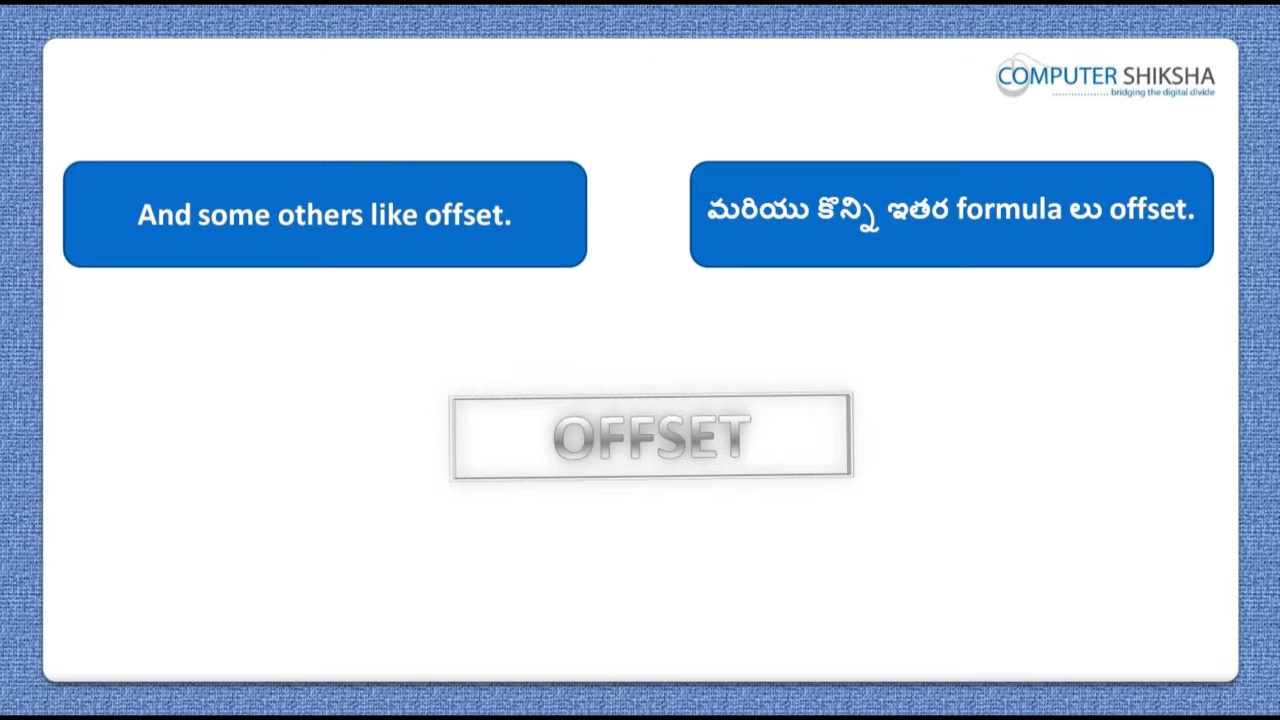 COMPUTER SHIKSHA
bridging the digital divide
And some others like offset.
మరియు కొన్ని ఇతర formula లు offset.
OFFSET